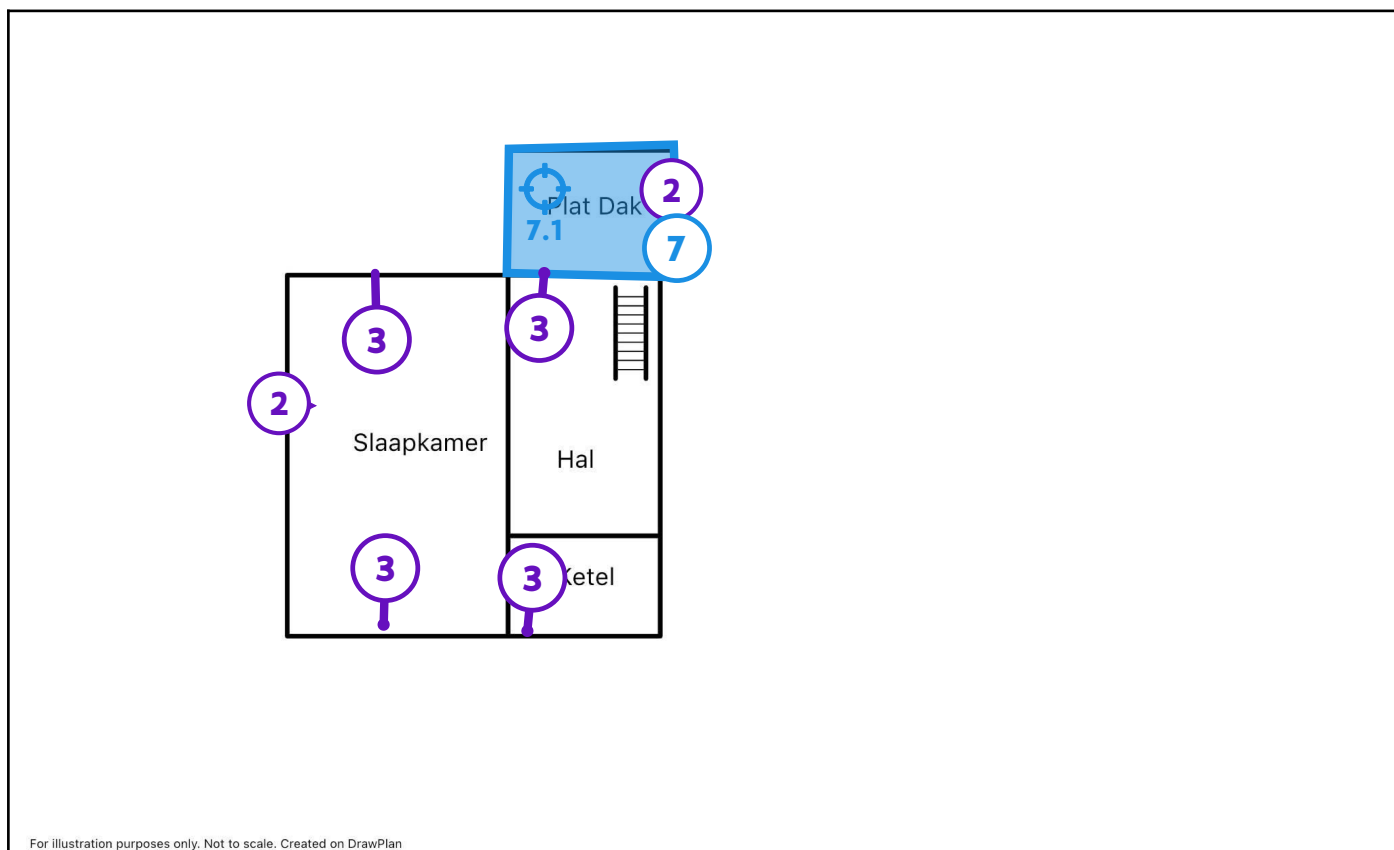 2
Plat Dak
7.1
7
3
3
2
Slaapkamer
Hal
3
3
Ketel
For illustration purposes only. Not to scale. Created on DrawPlan